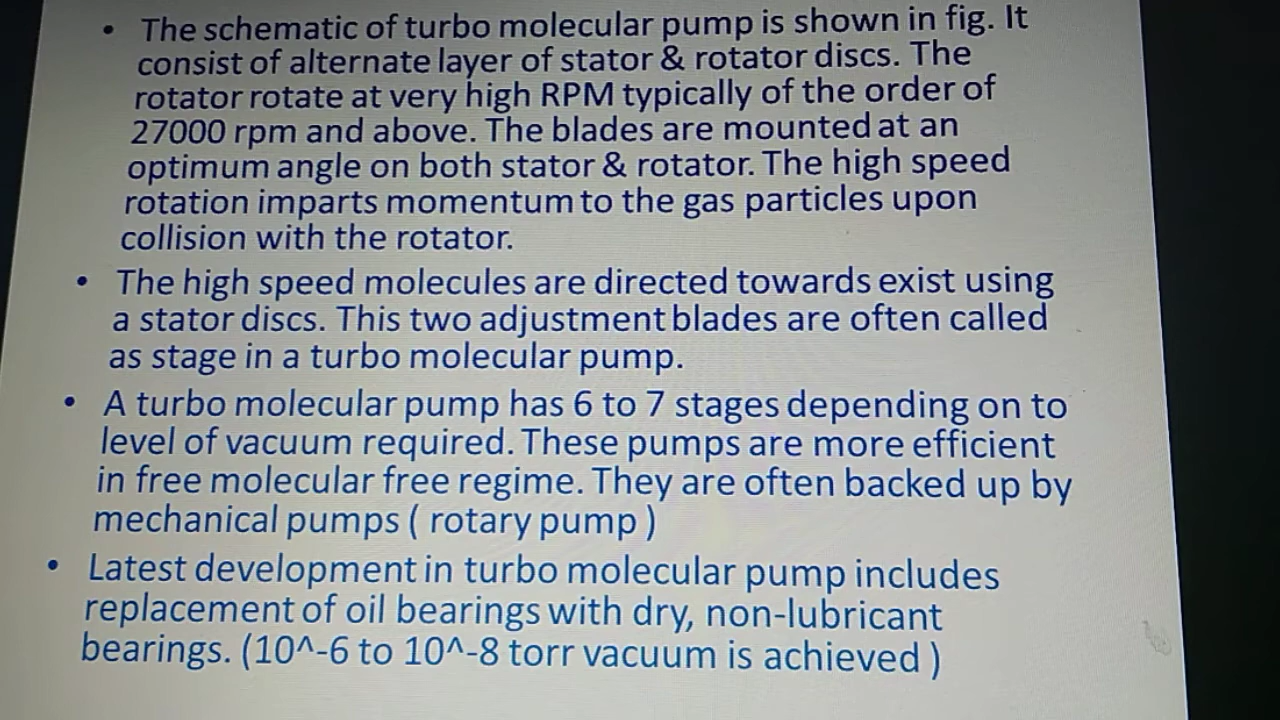 • The schematic of turbo molecular pump is shown in fig. It
consist of alternate layer of stator & rotator discs. The
rotator rotate at very high RPM typically of the order of
27000 rpm and above. The blades are mounted at an
optimum angle on both stator & rotator. The high speed
rotation imparts momentum to the gas particles upon
collision with the rotator.
• The high speed molecules are directed towards exist using
a stator discs. This two adjustment blades are often called
as stage in a turbo molecular pump.
• A turbo molecular pump has 6 to 7 stages depending on to
level of vacuum required. These pumps are more efficient
in free molecular free regime. They are often backed up by
mechanical pumps ( rotary pump )
• Latest development in turbo molecular pump includes
replacement of oil bearings with dry, non-lubricant
bearings. (10^-6 to 10^-8 torr vacuum is achieved )